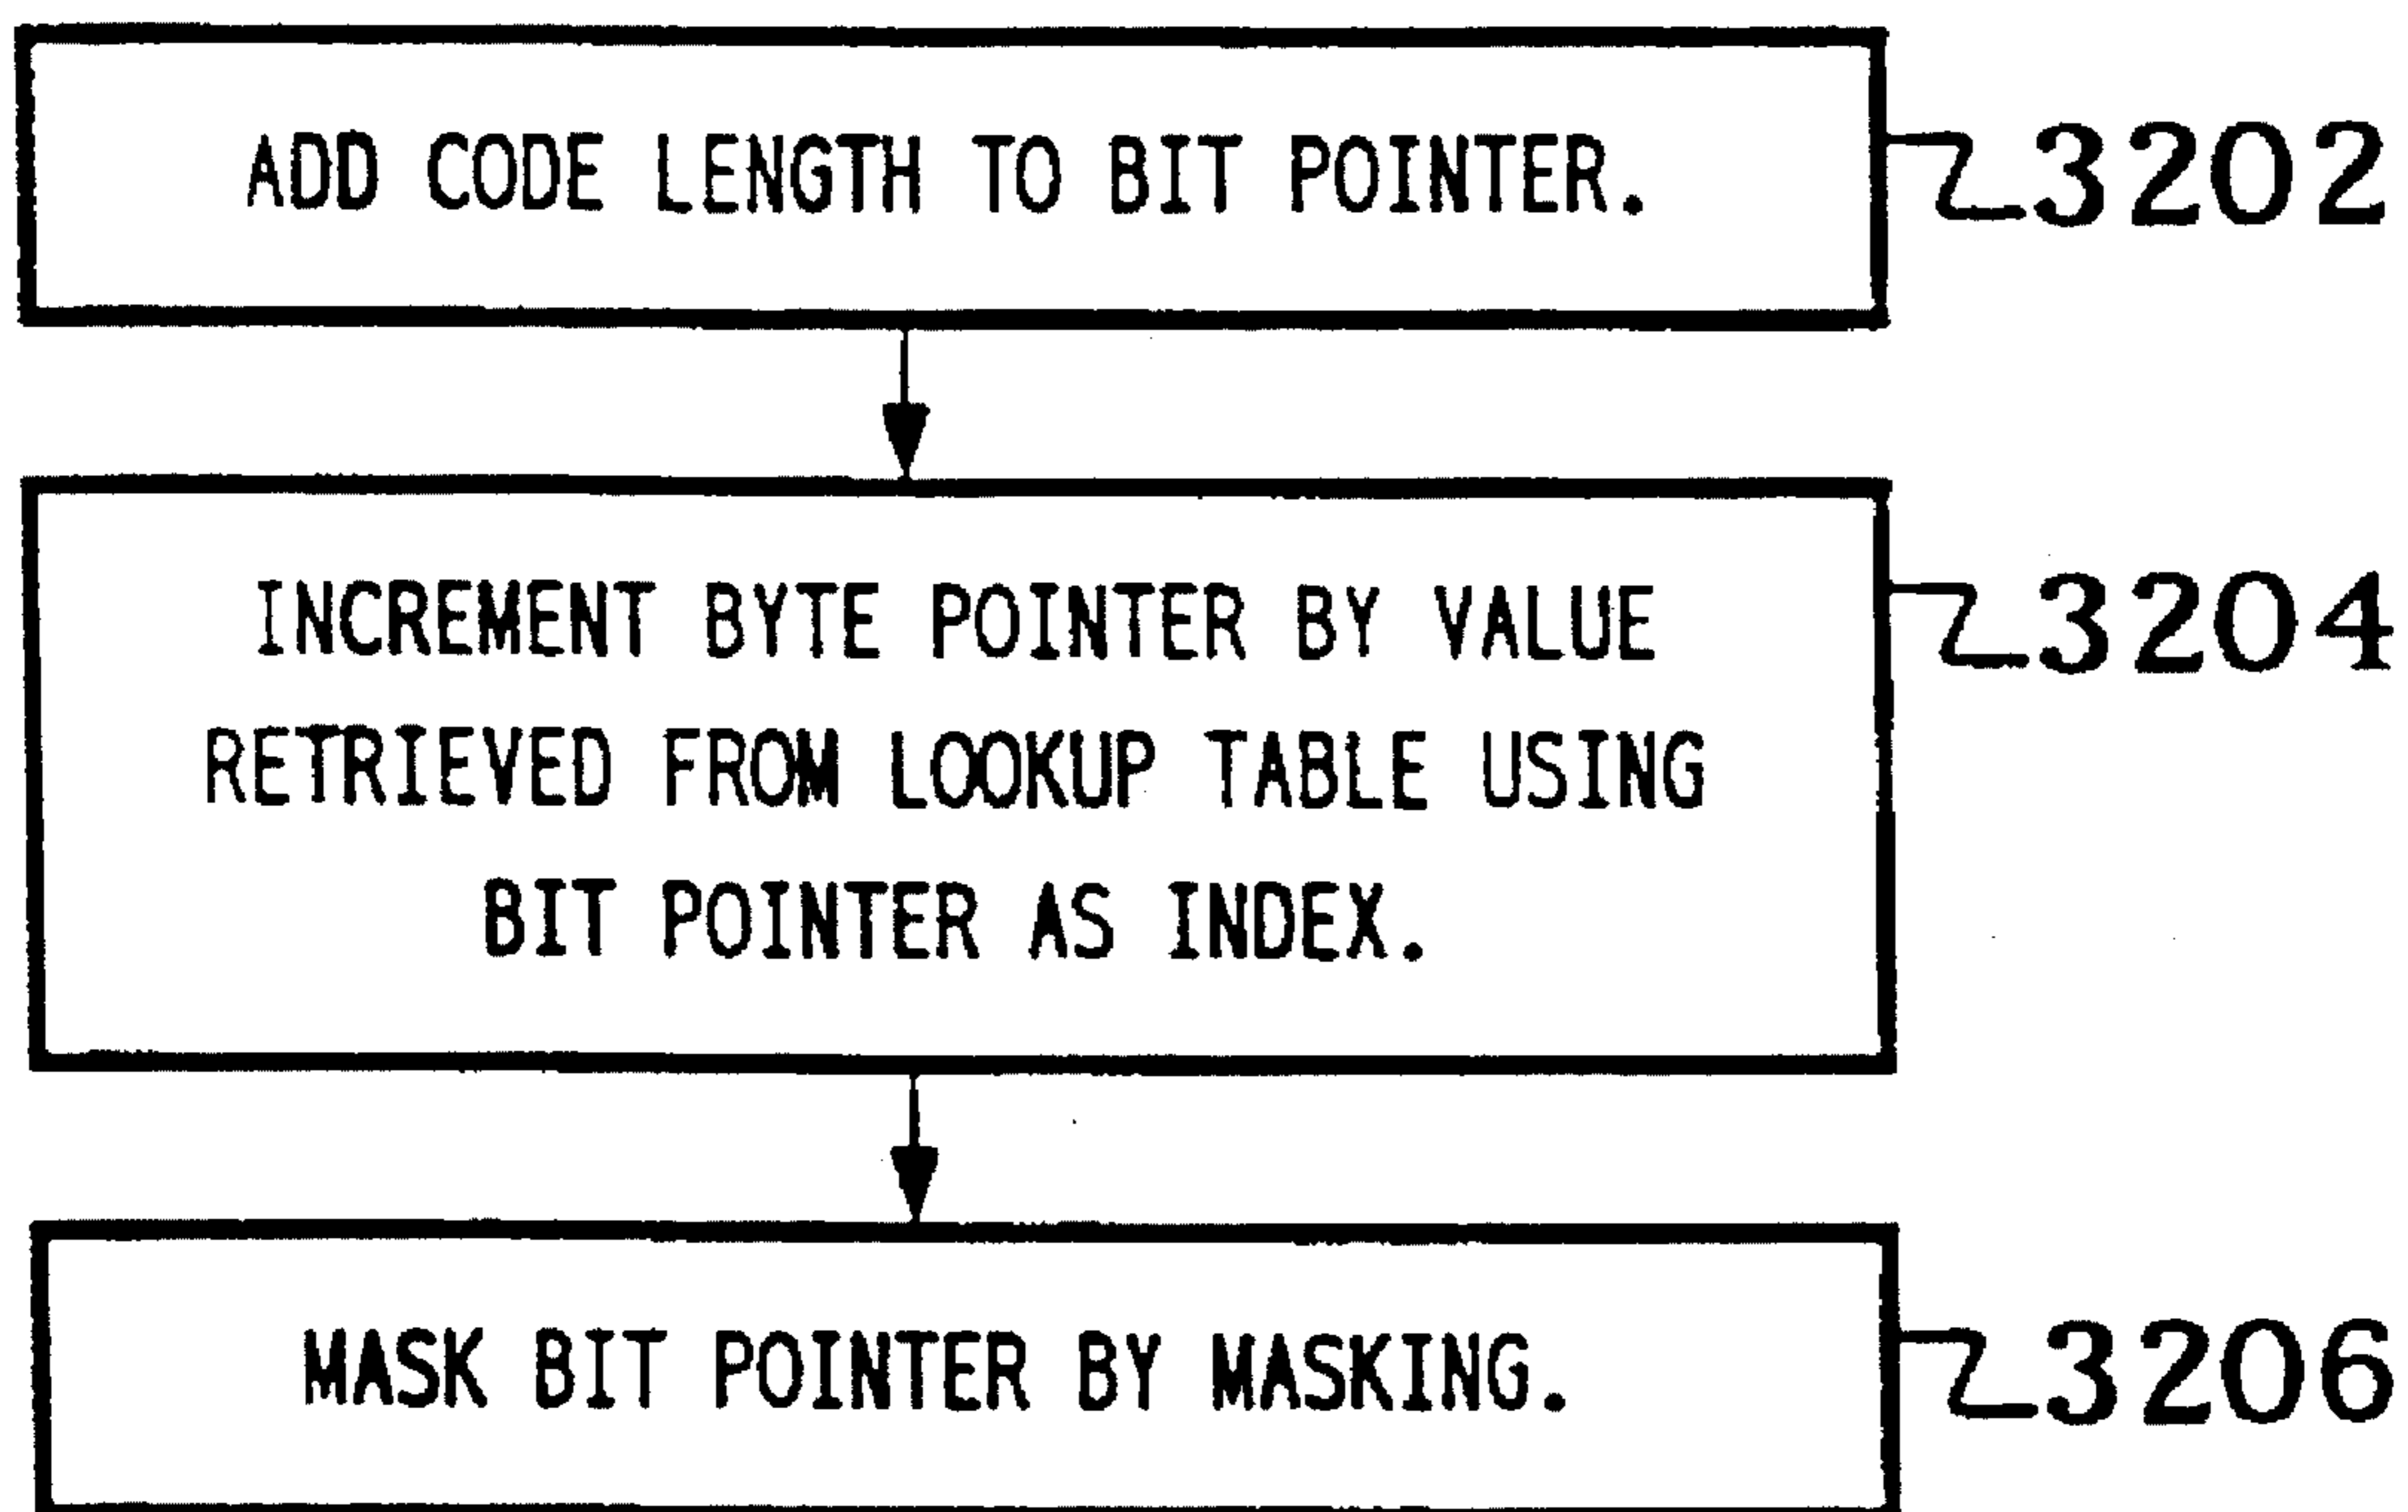 ADD CODE LENGTH TO BIT POINTER.
3202
INCREMENT BYTE POINTER BY VALUE
3204
RETRIEVED FROM LOOKUP TABLE USING
BIT POINTER AS INDEX.
MASK BIT POINTER BY MASKING.
3206